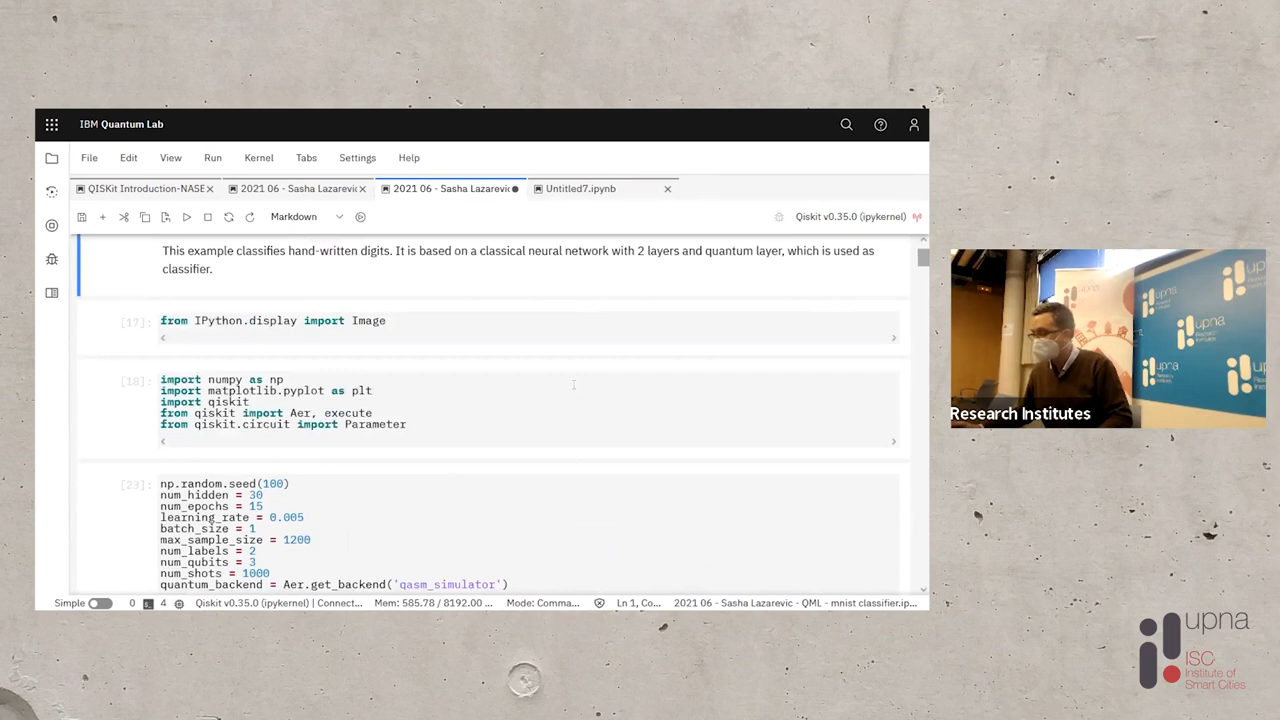 IBM Quantum Lab
File Edit View Run Kernel Tabs Settings Help
QISKit Introduction-NASE 2021 06 - Sasha Lazarevic 2021 06 - Sasha Lazarevic Untitled7.ipynb
Markdown Qiskit v0.35.0 (ipykernel)
This example classifies hand-written digits. It is based on a classical neural network with 2 layers and quantum layer, which is used as
classifier.
[17]: from IPython.display import Image
[18]: import numpy as np
import matplotlib.pyplot as plt
import qiskit
from qiskit import Aer, execute
from qiskit.circuit import Parameter
[23]: np.random.seed(100)
num_hidden = 30
num_epochs = 15
learning_rate = 0.005
batch_size = 1
max_sample_size = 1200
num_labels = 2
num_qubits = 3
num_shots = 1000
quantum_backend = Aer.get_backend('qasm_simulator')
Simple 0 4 Qiskit v0.35.0 (ipykernel) | Connect... Mem: 585.78 / 8192.00 ... Mode: Comma... Ln 1, Co... 2021 06 - Sasha Lazarevic - QML - mnist classifier.ip...
upna
upna
upna
upna
upna
Research Institutes
upna
ISC
Institute of
Smart Cities